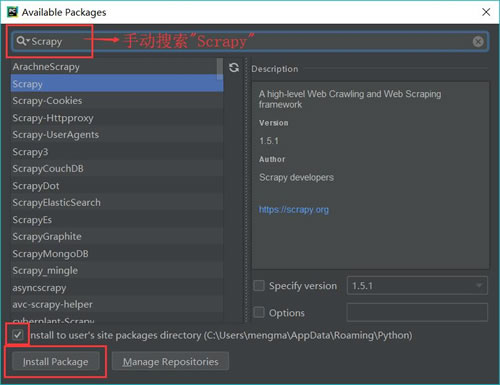 Available Packages
Scrapy
手动搜索"Scrapy"
ArachneScrapy
Scrapy
Scrapy-Cookies
Scrapy-Httpproxy
Scrapy-UserAgents
Scrapy3
ScrapyCouchDB
ScrapyDot
ScrapyElasticSearch
ScrapyEs
ScrapyGraphite
ScrapyMongoDB
Scrapy_mingle
asyncscrapy
avc-scrapy-helper
cyberplant-Scrapy
Description
A high-level Web Crawling and Web Scraping
framework
Version
1.5.1
Author
Scrapy developers
https://scrapy.org
Specify version
1.5.1
Options
Install to user's site packages directory (C:\Users\mengma\AppData\Roaming\Python)
Install Package
Manage Repositories